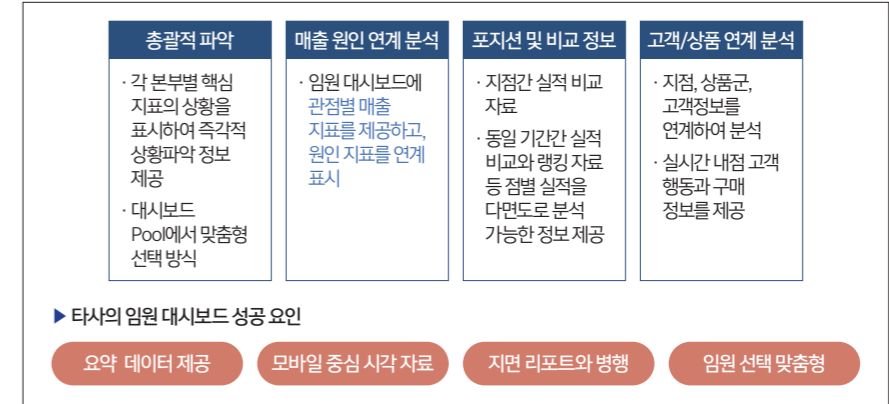 총괄적 파악
· 각 본부별 핵심
지표의 상황을
표시하여 즉각적
상황파악 정보
제공
· 대시보드
Pool에서 맞춤형
선택 방식
매출 원인 연계 분석
· 임원 대시보드에
관점별 매출
지표를 제공하고,
원인 지표를 연계
표시
포지션 및 비교 정보
· 지점간 실적 비교
자료
· 동일 기간간 실적
비교와 랭킹 자료
등 점별 실적을
다면도로 분석
가능한 정보 제공
고객/상품 연계 분석
· 지점, 상품군,
고객정보를
연계하여 분석
· 실시간 내점 고객
행동과 구매
정보를 제공
▶ 타사의 임원 대시보드 성공 요인
요약 데이터 제공
모바일 중심 시각 자료
지면 리포트와 병행
임원 선택 맞춤형